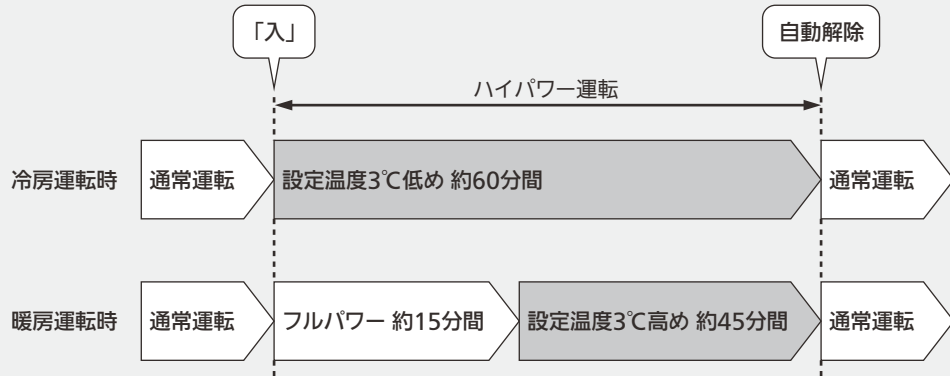 「入」
自動解除
ハイパワー運転
冷房運転時
通常運転
設定温度3℃低め 約60分間
通常運転
暖房運転時
通常運転
フルパワー 約15分間
設定温度3℃高め 約45分間
通常運転